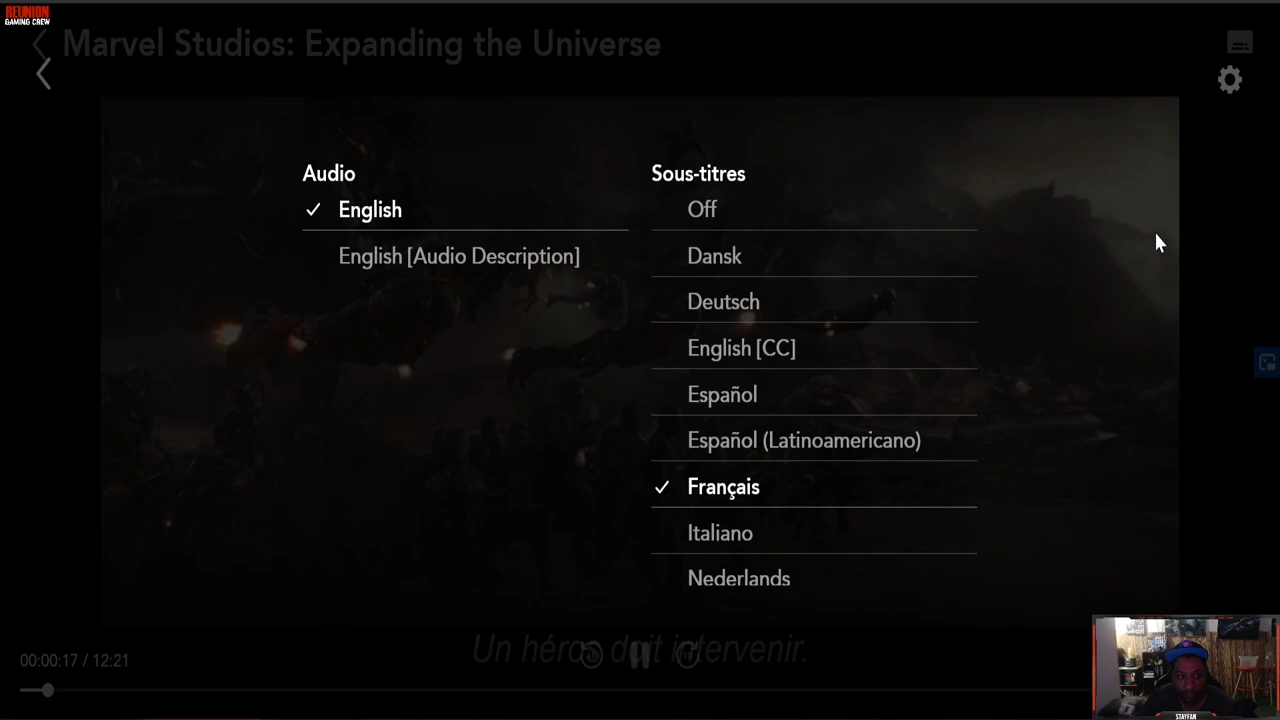 REUNION
GAMING CREW
Marvel Studios: Expanding the Universe
Audio
English
English [Audio Description]
Sous-titres
Off
Dansk
Deutsch
English [CC]
Español
Español (Latinoamericano)
Français
Italiano
Nederlands
Un héros doit intervenir.
00:00:17 / 12:21
STAYFAN